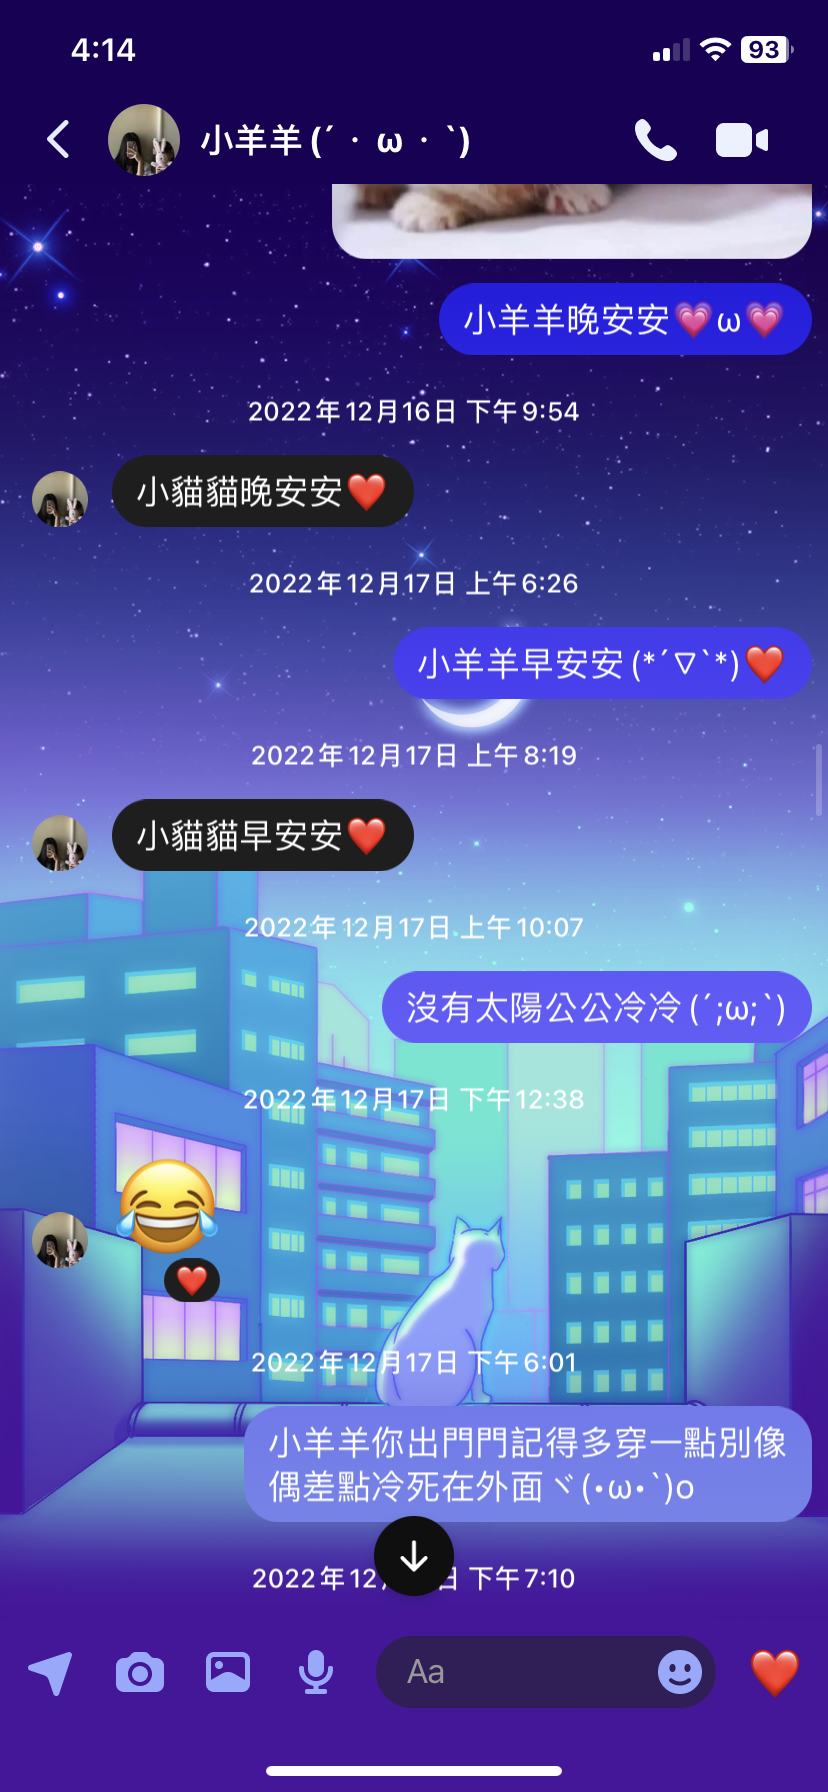 4:14
93
小羊羊 (´・ω・`)
小羊羊晚安安💗ω💗
2022年12月16日 下午9:54
小貓貓晚安安❤️
2022年12月17日 上午6:26
小羊羊早安安 (*´▽`*)❤️
2022年12月17日 上午8:19
小貓貓早安安❤️
2022年12月17日 上午10:07
沒有太陽公公冷冷 (´;ω;`)
2022年12月17日 下午12:38
😂
❤️
2022年12月17日 下午6:01
小羊羊你出門門記得多穿一點別像
偶差點冷死在外面ヾ(•ω•`)o
2022年12 日 下午7:10
Aa